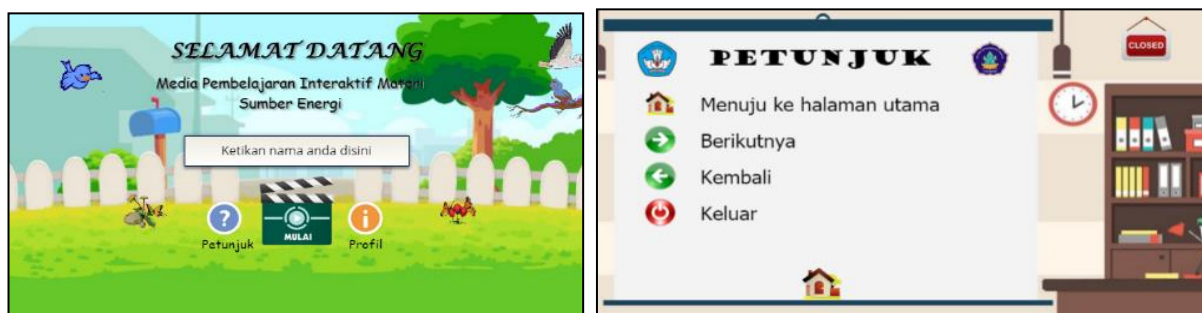 SELAMAT DATANG
Media Pembelajaran Interaktif Materi
Sumber Energi
Ketikan nama anda disini
MULAI
Petunjuk
Profil
PETUNJUK
CLOSED
Menuju ke halaman utama
Berikutnya
Kembali
Keluar